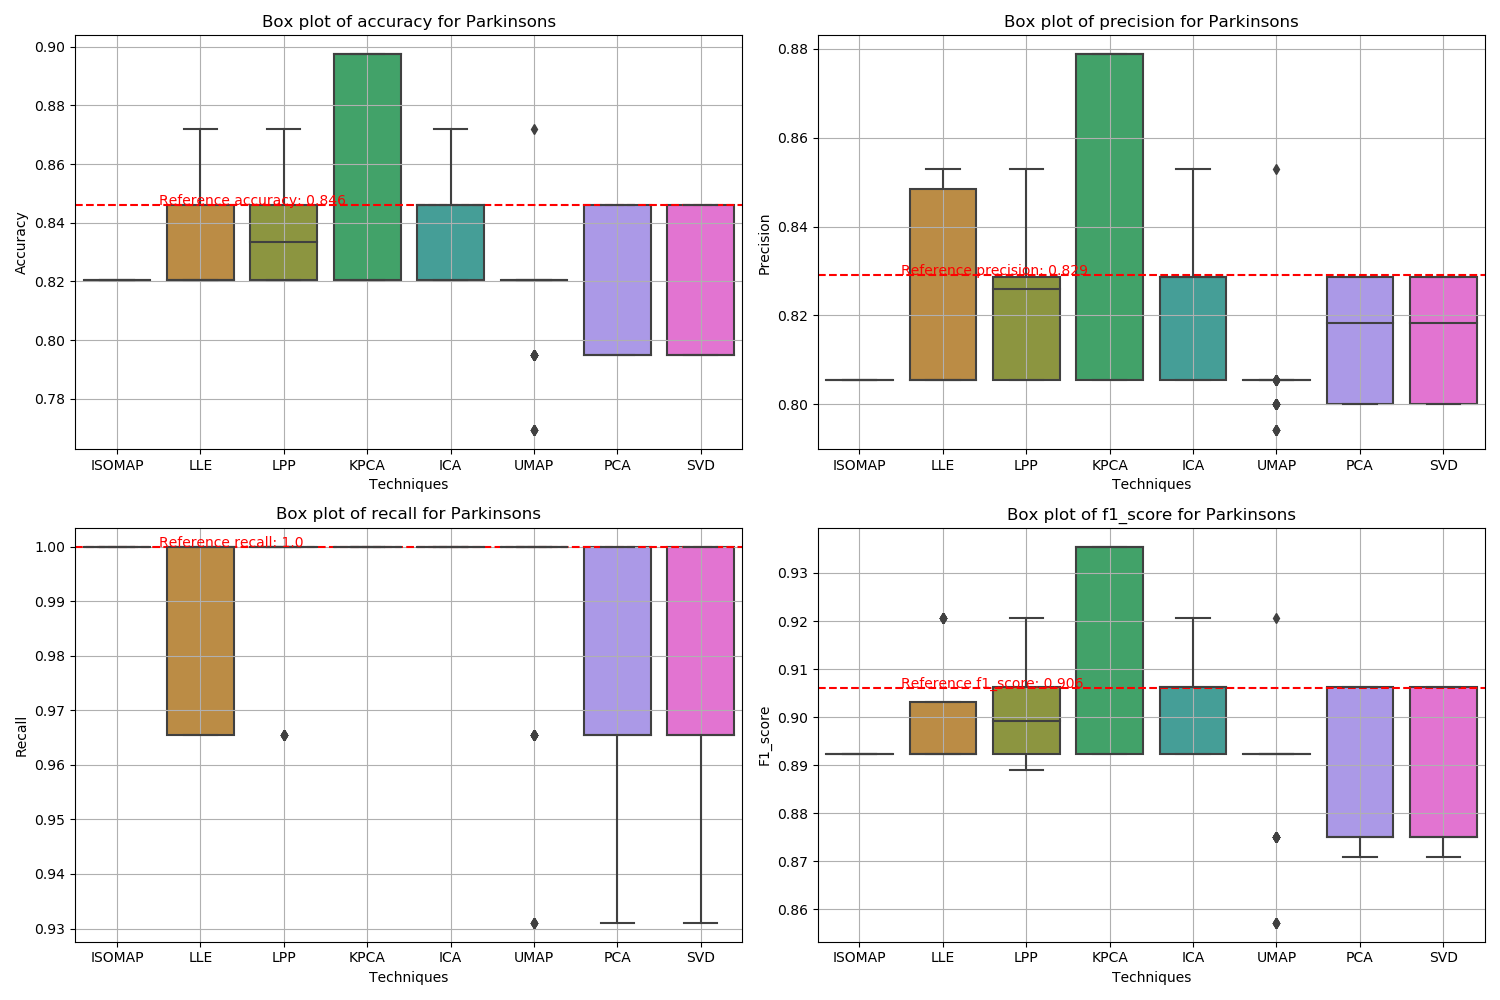 Box plot of accuracy for Parkinsons
0.90
0.88
0.86
0.84
0.82
0.80
0.78
Accuracy
Reference accuracy: 0.846
ISOMAP LLE LPP KPCA ICA UMAP PCA SVD
Techniques
Box plot of precision for Parkinsons
0.88
0.86
0.84
0.82
0.80
Precision
Reference precision: 0.829
ISOMAP LLE LPP KPCA ICA UMAP PCA SVD
Techniques
Box plot of recall for Parkinsons
1.00
0.99
0.98
0.97
0.96
0.95
0.94
0.93
Recall
Reference recall: 1.0
ISOMAP LLE LPP KPCA ICA UMAP PCA SVD
Techniques
Box plot of f1_score for Parkinsons
0.93
0.92
0.91
0.90
0.89
0.88
0.87
0.86
F1_score
Reference f1_score: 0.906
ISOMAP LLE LPP KPCA ICA UMAP PCA SVD
Techniques